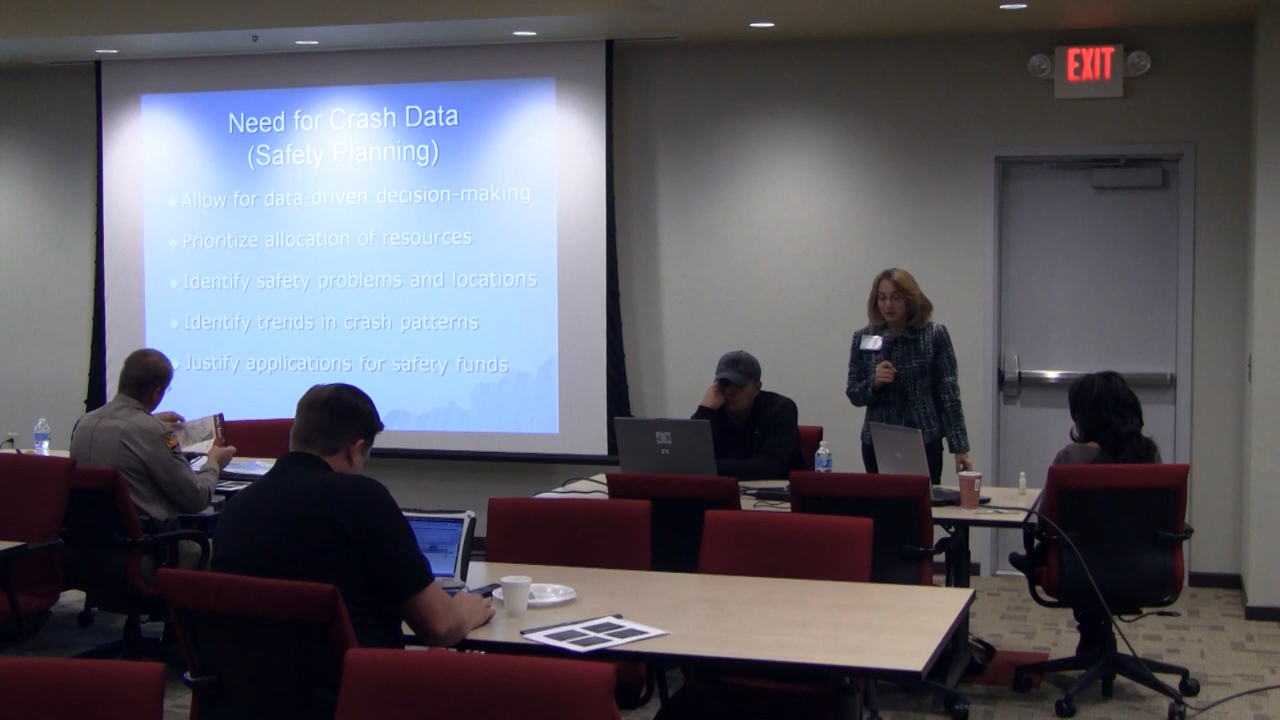 Need for Crash Data
(Safety Planning)
Allow for data-driven decision-making
Prioritize allocation of resources
Identify safety problems and locations
Identify trends in crash patterns
Justify applications for safety funds
EXIT